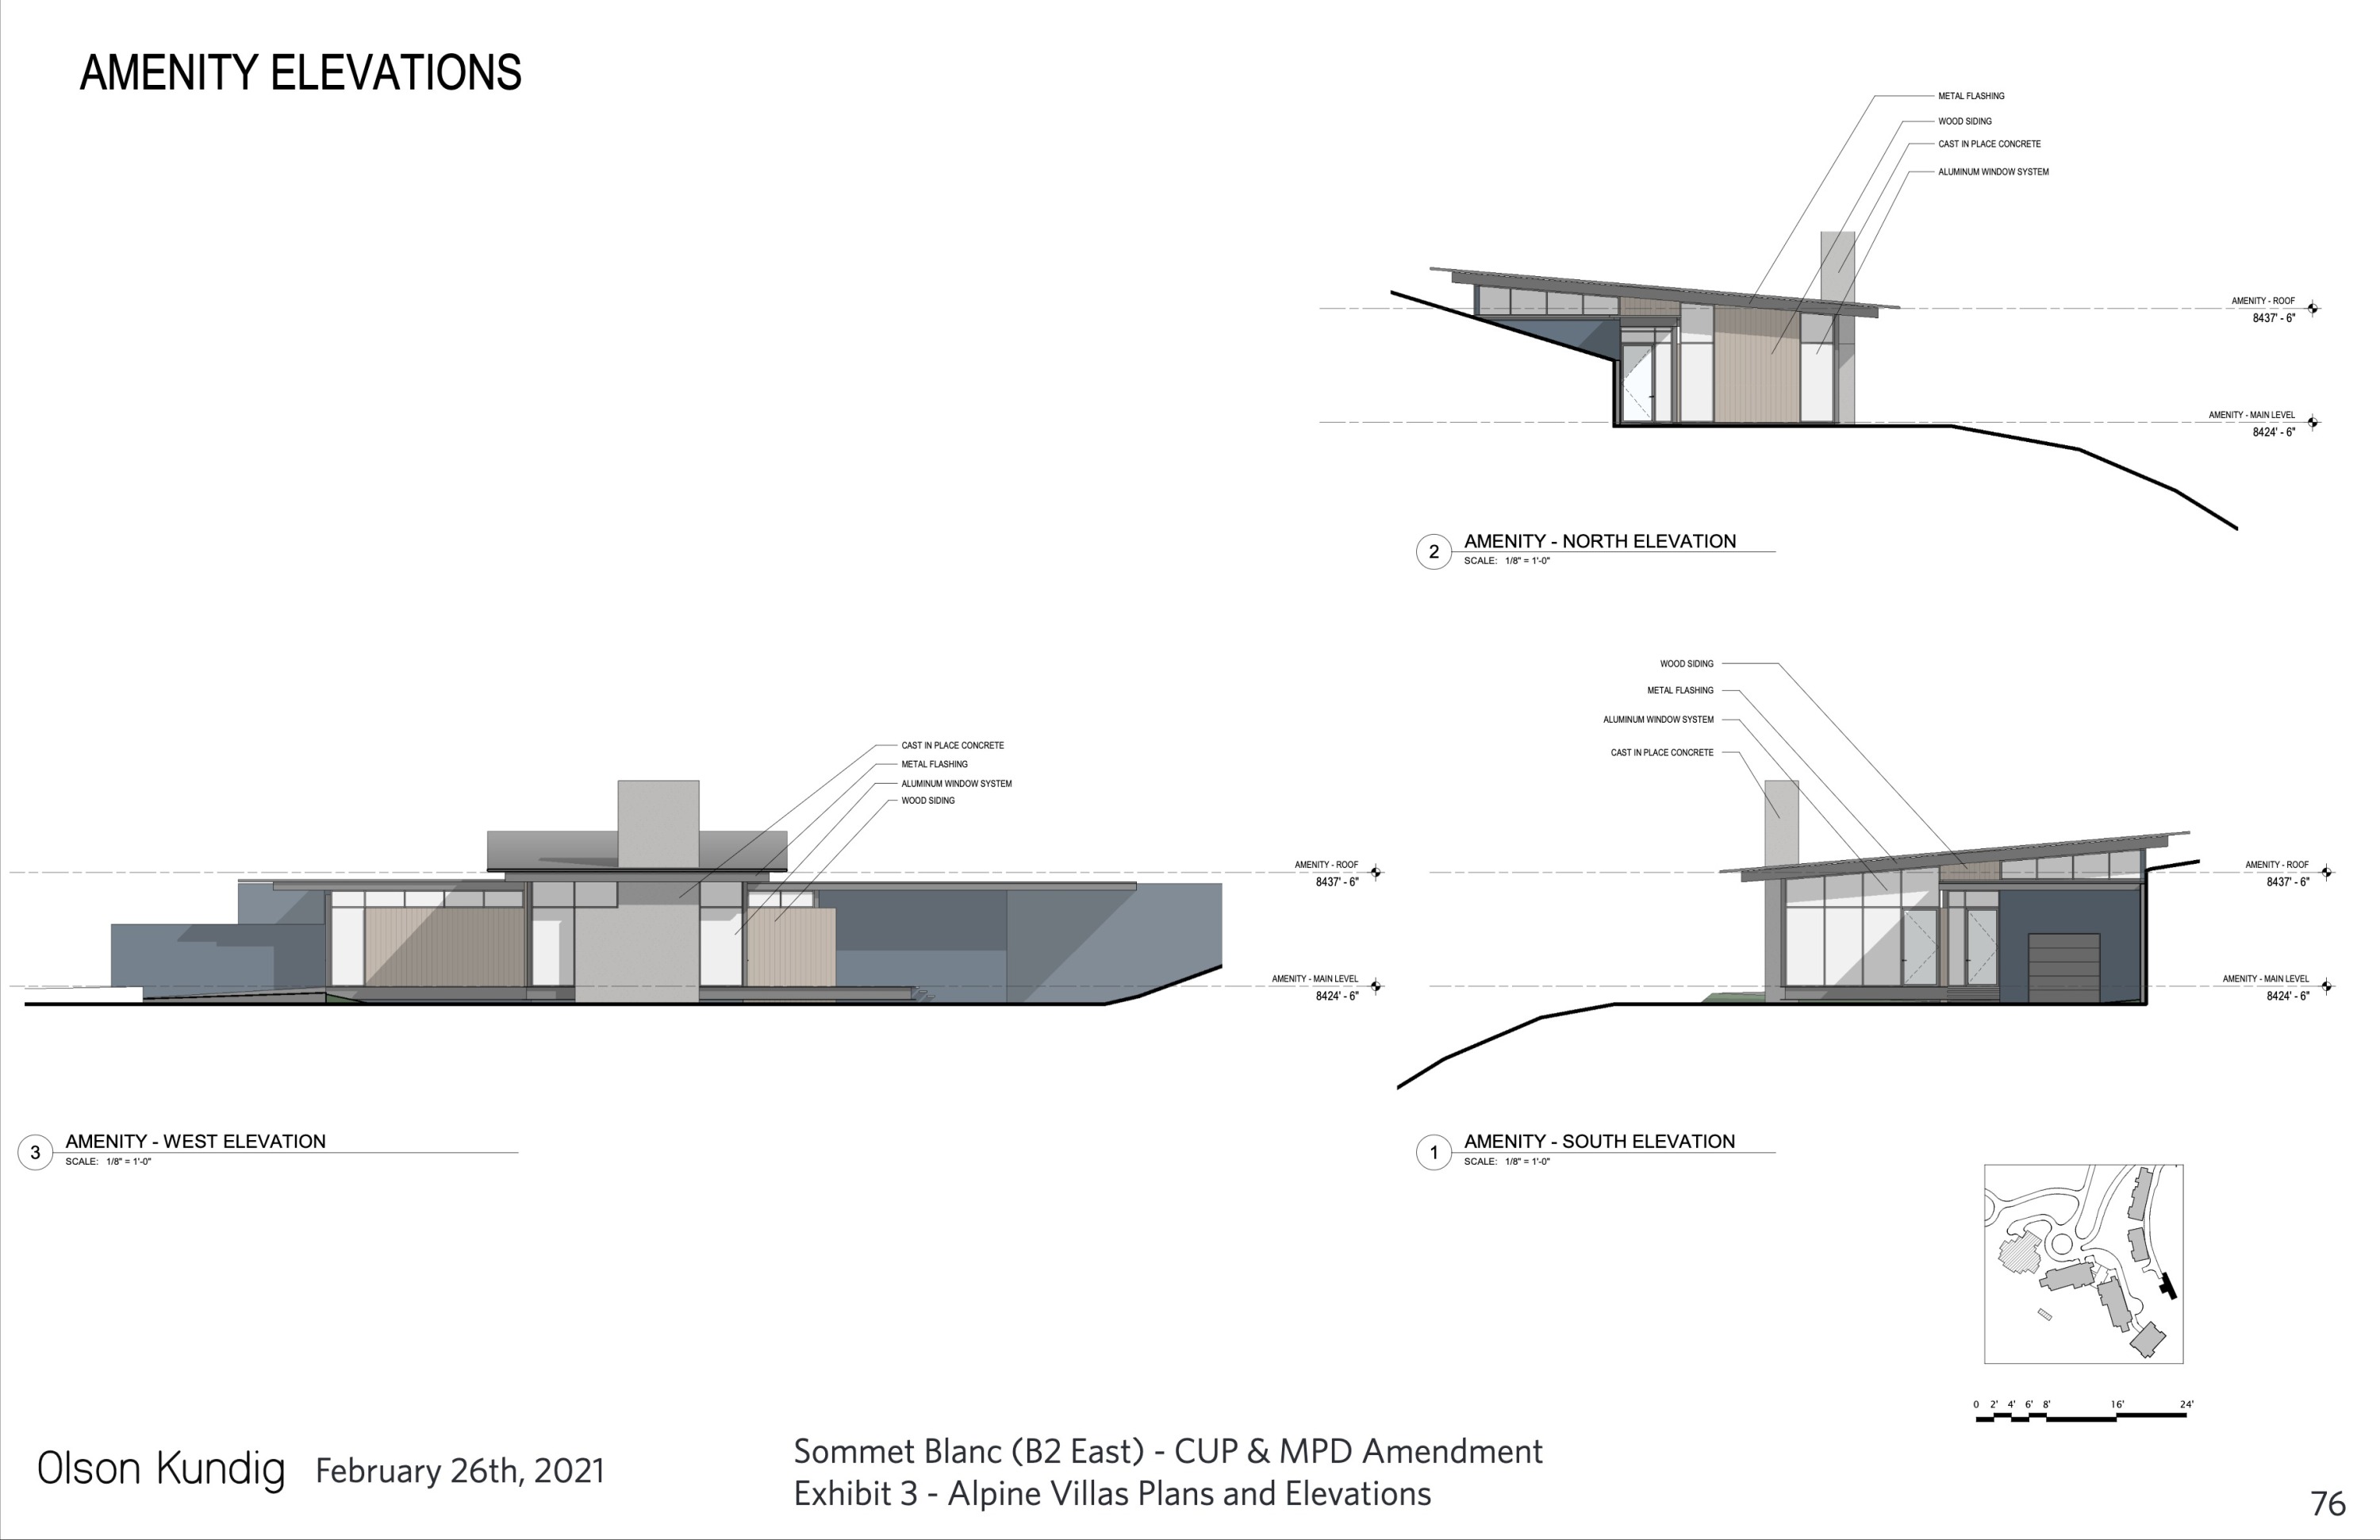 AMENITY ELEVATIONS
METAL FLASHING
WOOD SIDING
CAST IN PLACE CONCRETE
ALUMINUM WINDOW SYSTEM
AMENITY - ROOF
8437' - 6"
AMENITY - MAIN LEVEL
8424' - 6"
2
AMENITY - NORTH ELEVATION
SCALE: 1/8" = 1'-0"
CAST IN PLACE CONCRETE
METAL FLASHING
ALUMINUM WINDOW SYSTEM
WOOD SIDING
AMENITY - ROOF
8437' - 6"
AMENITY - MAIN LEVEL
8424' - 6"
3
AMENITY - WEST ELEVATION
SCALE: 1/8" = 1'-0"
WOOD SIDING
METAL FLASHING
ALUMINUM WINDOW SYSTEM
CAST IN PLACE CONCRETE
AMENITY - ROOF
8437' - 6"
AMENITY - MAIN LEVEL
8424' - 6"
1
AMENITY - SOUTH ELEVATION
SCALE: 1/8" = 1'-0"
0 2' 4' 6' 8' 16' 24'
Olson Kundig February 26th, 2021
Sommet Blanc (B2 East) - CUP & MPD Amendment
Exhibit 3 - Alpine Villas Plans and Elevations
76